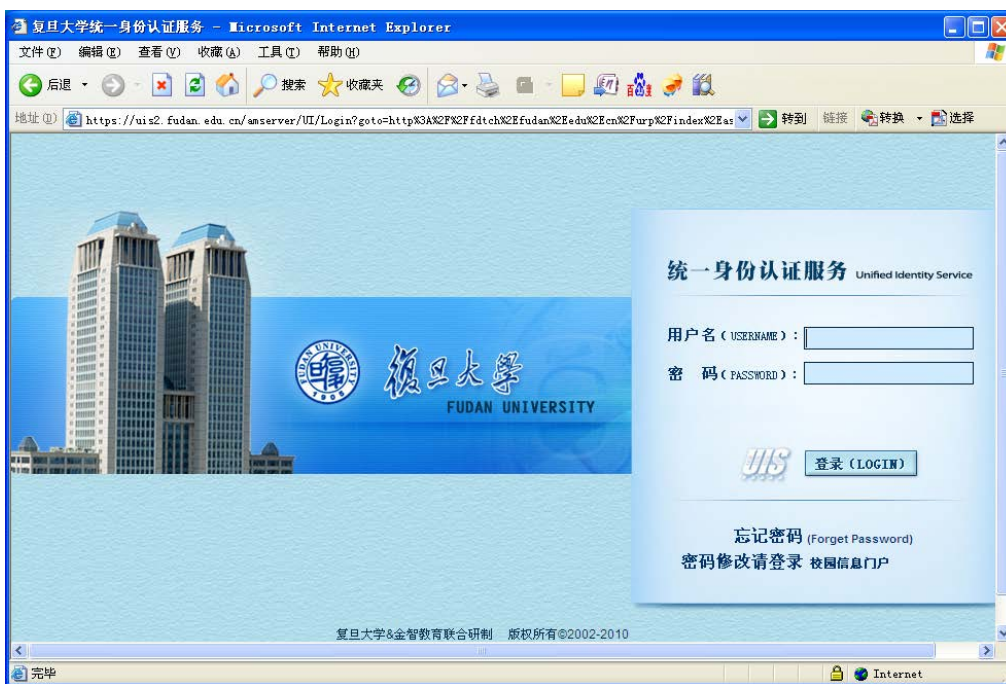 复旦大学统一身份认证服务 - Microsoft Internet Explorer
文件(F) 编辑(E) 查看(V) 收藏(A) 工具(T) 帮助(H)
后退 搜索 收藏夹
地址(D) https://uis2.fudan.edu.cn/amserver/UI/Login?goto=http%3A%2F%2Ffdtch%2Efudan%2Eedu%2Ecn%2Furp%2Findex%2Eas 转到 链接 转换 选择
统一身份认证服务 Unified Identity Service
用户名(USERNAME):
密 码(PASSWORD):
FUDAN UNIVERSITY
1905
復旦大學
FUDAN UNIVERSITY
UIS 登录(LOGIN)
忘记密码 (Forget Password)
密码修改请登录 校园信息门户
复旦大学&金智教育联合研制 版权所有©2002-2010
完毕 Internet